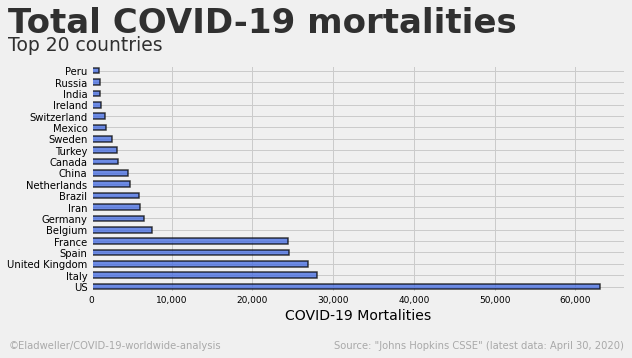 Total COVID-19 mortalities
Top 20 countries
Peru
Russia
India
Ireland
Switzerland
Mexico
Sweden
Turkey
Canada
China
Netherlands
Brazil
Iran
Germany
Belgium
France
Spain
United Kingdom
Italy
US
0 10,000 20,000 30,000 40,000 50,000 60,000
COVID-19 Mortalities
©Eladweller/COVID-19-worldwide-analysis Source: "Johns Hopkins CSSE" (latest data: April 30, 2020)